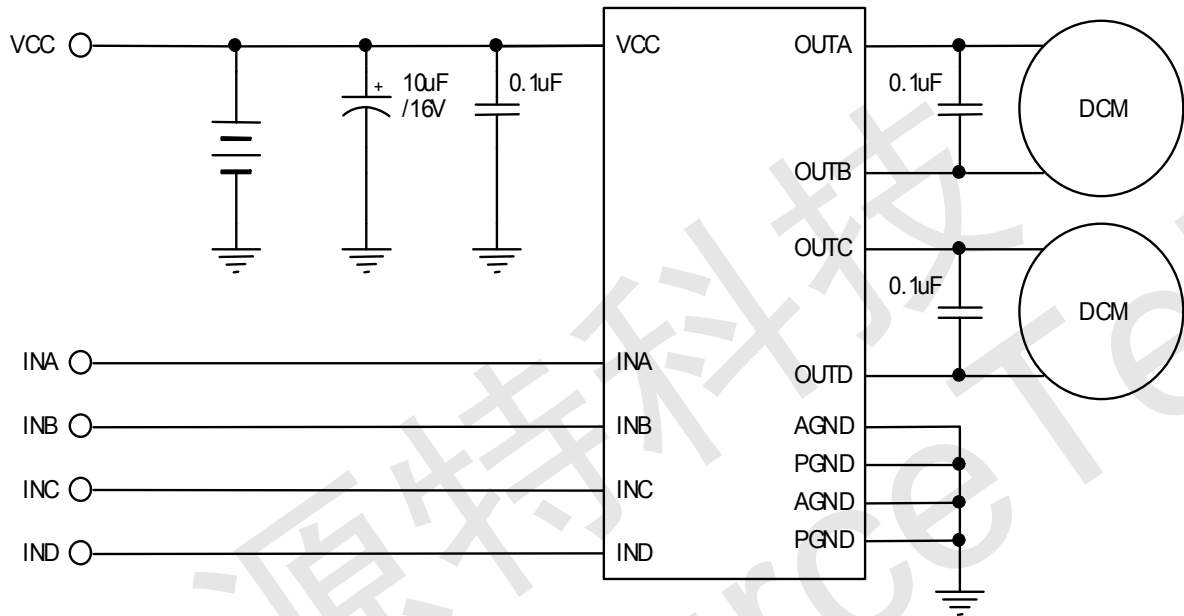 VCC
10uF
/16V
+
0.1uF
VCC
OUTA
0.1uF
DCM
OUTB
OUTC
0.1uF
DCM
INA
INA
OUTD
INB
INB
AGND
PGND
INC
INC
AGND
IND
IND
PGND
源特科技